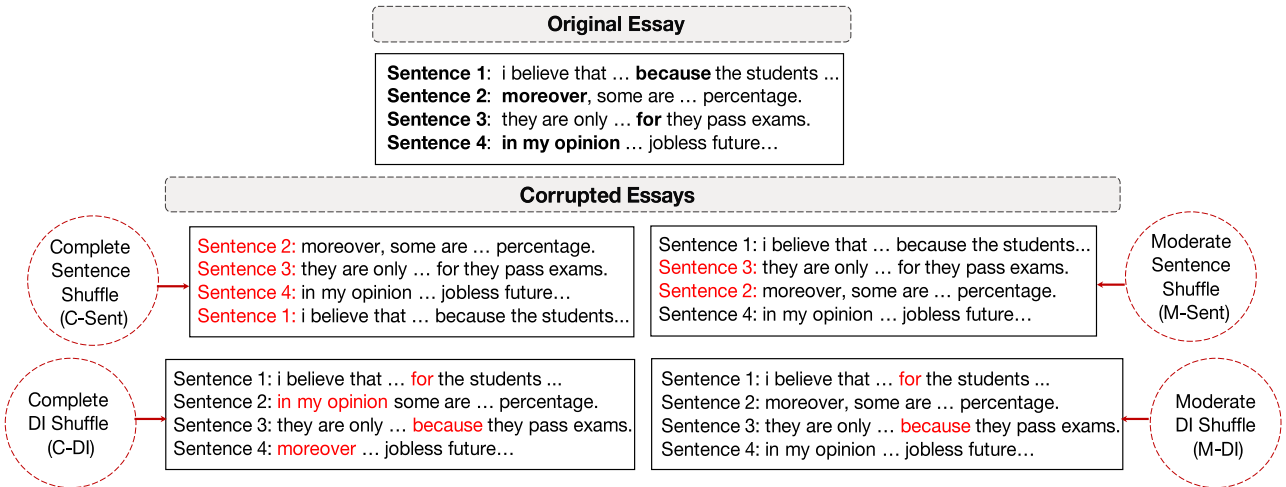 Original Essay
Sentence 1: i believe that … because the students ...
Sentence 2: moreover, some are … percentage.
Sentence 3: they are only … for they pass exams.
Sentence 4: in my opinion … jobless future…
Corrupted Essays
Complete
Sentence
Shuffle
(C-Sent)
Sentence 2: moreover, some are … percentage.
Sentence 3: they are only … for they pass exams.
Sentence 4: in my opinion … jobless future…
Sentence 1: i believe that … because the students...
Sentence 1: i believe that … because the students...
Sentence 3: they are only … for they pass exams.
Sentence 2: moreover, some are … percentage.
Sentence 4: in my opinion … jobless future…
Moderate
Sentence
Shuffle
(M-Sent)
Complete
DI Shuffle
(C-DI)
Sentence 1: i believe that … for the students ...
Sentence 2: in my opinion some are … percentage.
Sentence 3: they are only … because they pass exams.
Sentence 4: moreover … jobless future…
Sentence 1: i believe that … for the students ...
Sentence 2: moreover, some are … percentage.
Sentence 3: they are only … because they pass exams.
Sentence 4: in my opinion … jobless future…
Moderate
DI Shuffle
(M-DI)